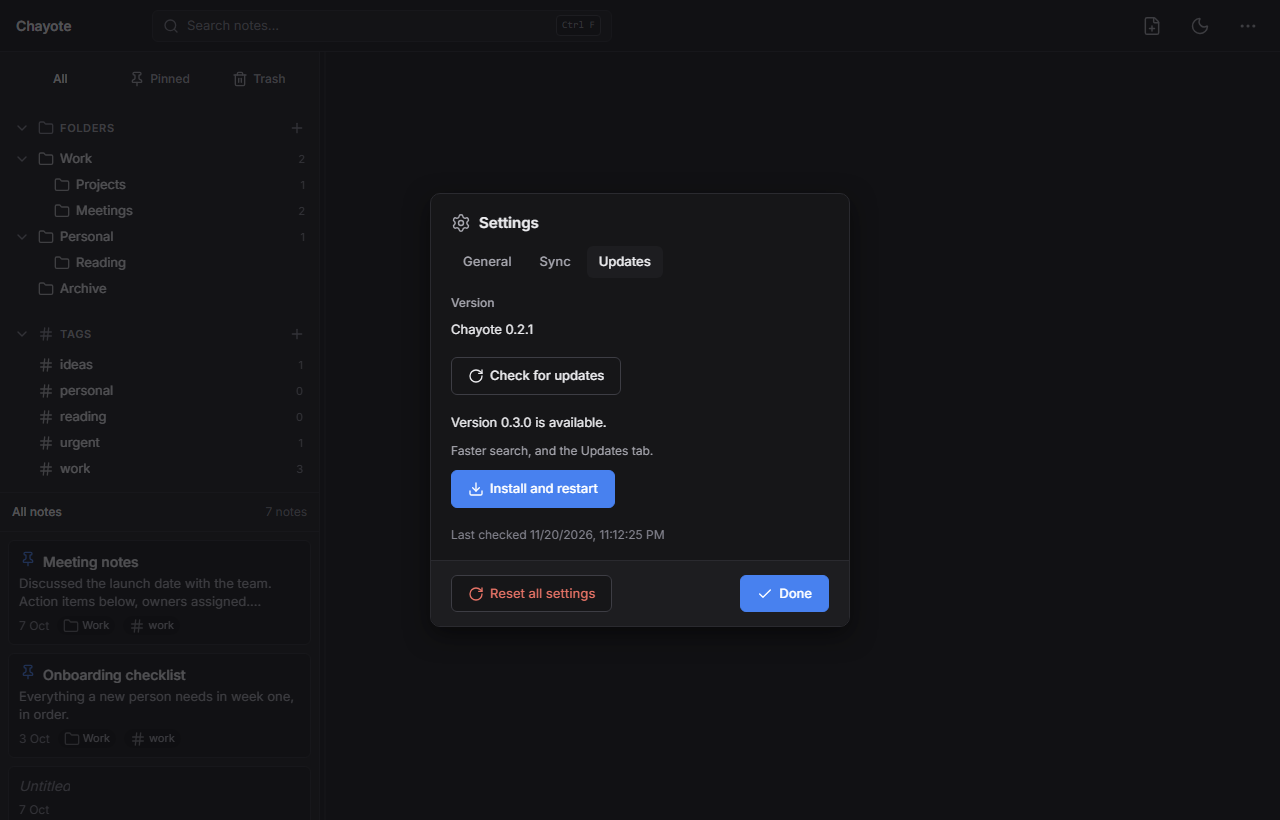 Chayote
Search notes...
Ctrl F
All
Pinned
Trash
FOLDERS
Work 2
Projects 1
Meetings 2
Personal 1
Reading
Archive
TAGS
ideas 1
personal 0
reading 0
urgent 1
work 3
All notes
7 notes
Meeting notes
Discussed the launch date with the team.
Action items below, owners assigned....
7 Oct Work work
Onboarding checklist
Everything a new person needs in week one,
in order.
3 Oct Work work
Untitled
7 Oct
Settings
General Sync Updates
Version
Chayote 0.2.1
Check for updates
Version 0.3.0 is available.
Faster search, and the Updates tab.
Install and restart
Last checked 11/20/2026, 11:12:25 PM
Reset all settings
Done